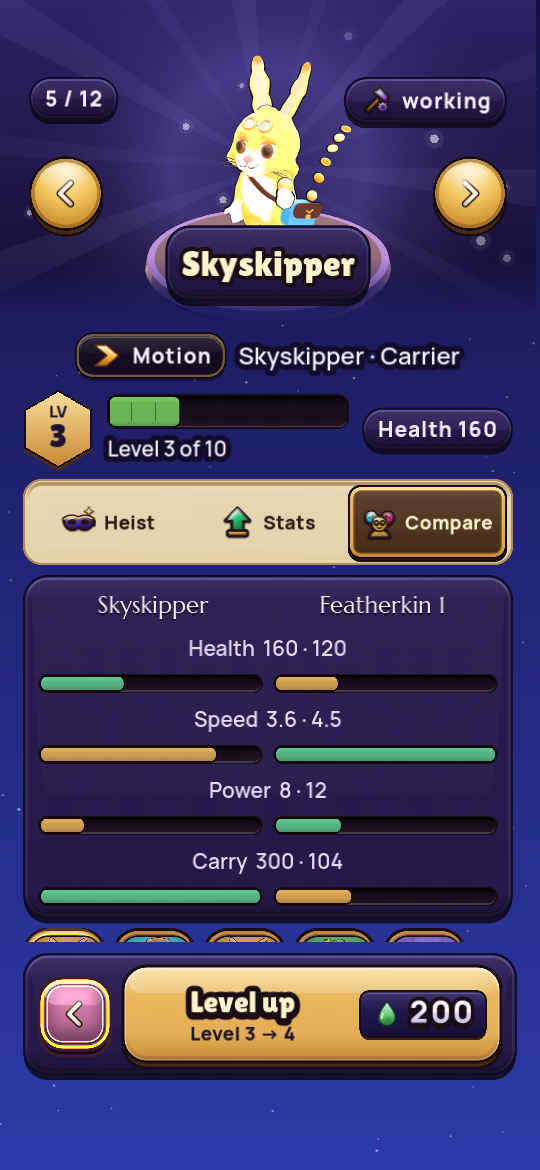 5 / 12
working
Skyskipper
Motion
Skyskipper · Carrier
LV
3
Level 3 of 10
Health 160
Heist
Stats
Compare
Skyskipper
Featherkin 1
Health 160 · 120
Speed 3.6 · 4.5
Power 8 · 12
Carry 300 · 104
Level up
Level 3 → 4
200